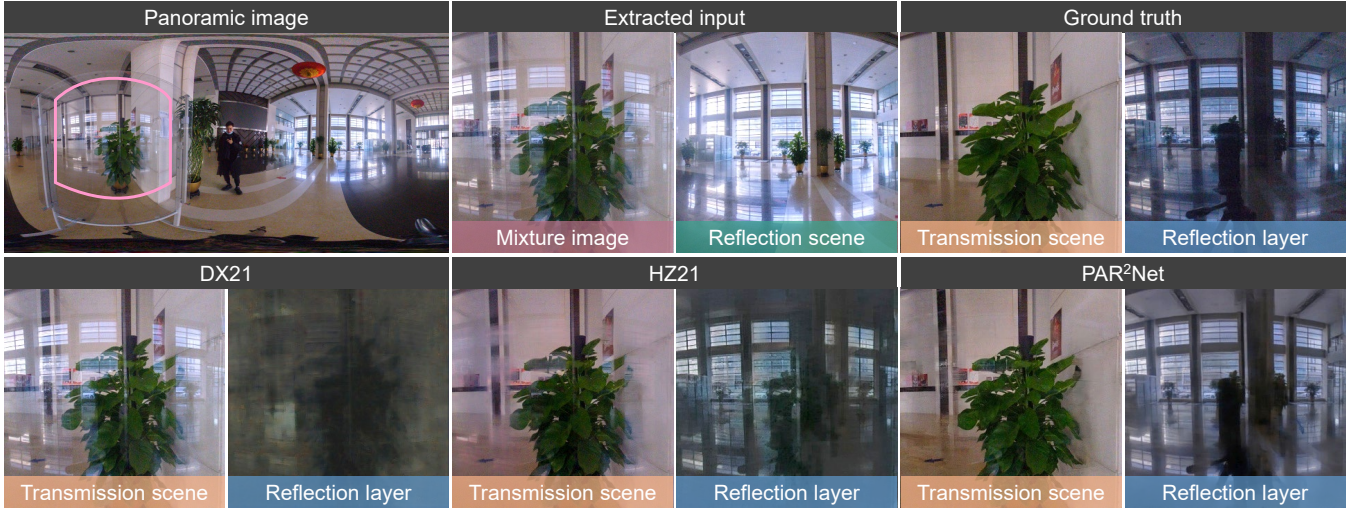 Panoramic image
Extracted input
Ground truth
Mixture image
Reflection scene
Transmission scene
Reflection layer
DX21
HZ21
PAR²Net
Transmission scene
Reflection layer
Transmission scene
Reflection layer
Transmission scene
Reflection layer